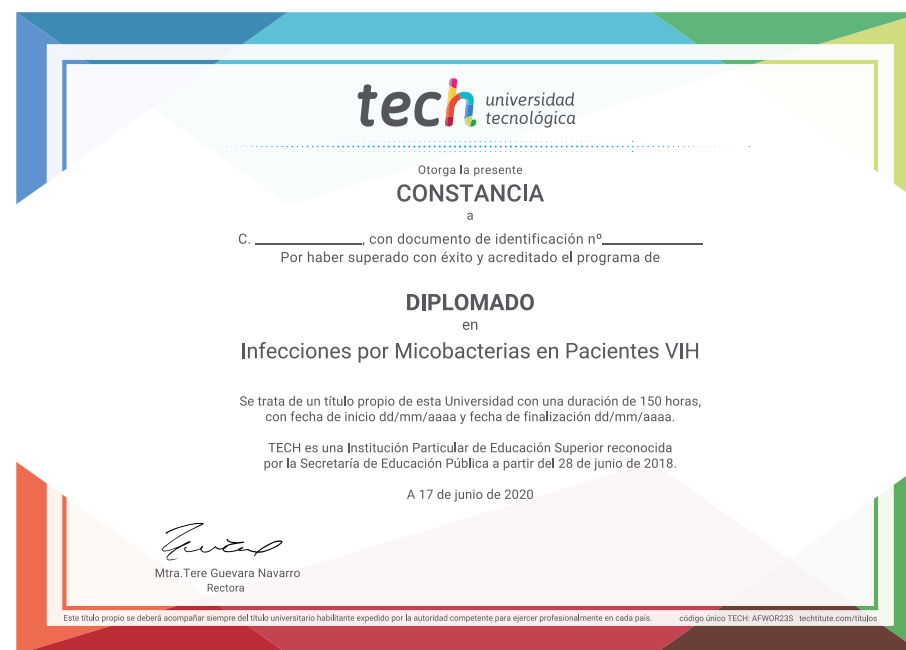 tech universidad
tecnológica
Otorga la presente
CONSTANCIA
a
C. ____________, con documento de identificación nº____________
Por haber superado con éxito y acreditado el programa de
DIPLOMADO
en
Infecciones por Micobacterias en Pacientes VIH
Se trata de un título propio de esta Universidad con una duración de 150 horas,
con fecha de inicio dd/mm/aaaa y fecha de finalización dd/mm/aaaa.
TECH es una Institución Particular de Educación Superior reconocida
por la Secretaría de Educación Pública a partir del 28 de junio de 2018.
A 17 de junio de 2020
Mtra.Tere Guevara Navarro
Rectora
Este título propio se deberá acompañar siempre del título universitario habilitante expedido por la autoridad competente para ejercer profesionalmente en cada país. código único TECH: AFWOR23S techtitute.com/titulos